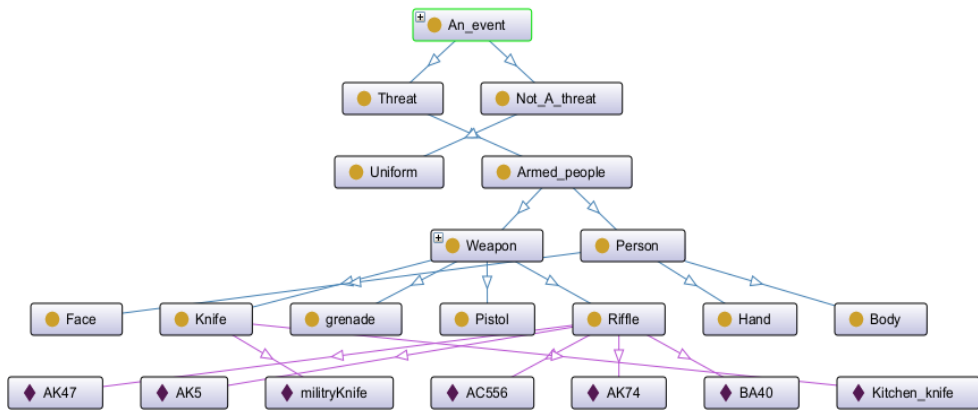 An_event
Threat
Not_A_threat
Uniform
Armed_people
Weapon
Person
Face
Knife
grenade
Pistol
Riffle
Hand
Body
AK47
AK5
militryKnife
AC556
AK74
BA40
Kitchen_knife